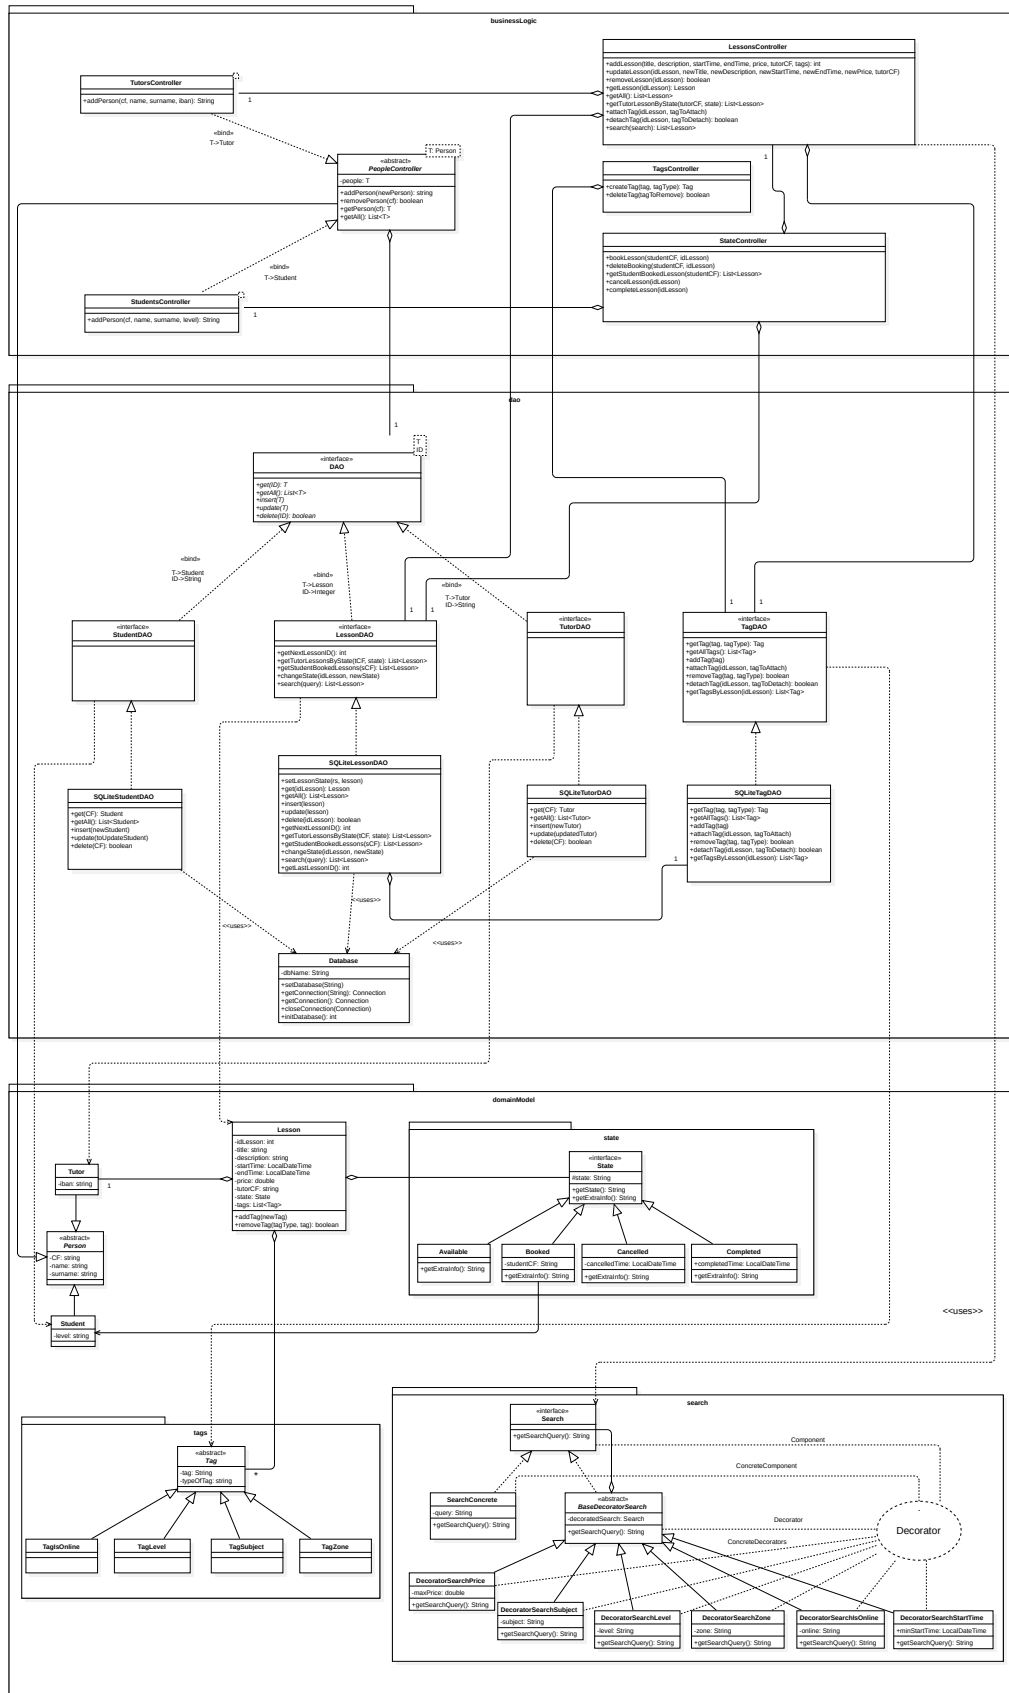 businessLogic
LessonsController
+addLesson(title, description, startTime, endTime, price, tutorCF, tags): int
+updateLesson(idLesson, newTitle, newDescription, newStartTime, newEndTime, newPrice, tutorCF)
+removeLesson(idLesson): boolean
+getLesson(idLesson): Lesson
+getAll(): List<Lesson>
+getTutorLessonByState(tutorCF, state): List<Lesson>
+attachTag(idLesson, tagToAttach)
+detachTag(idLesson, tagToDetach): boolean
+search(search): List<Lesson>
TutorsController
+addPerson(cf, name, surname, iban): String
1
«bind»
T->Tutor
T: Person
«abstract»
PeopleController
-people: T
+addPerson(newPerson): string
+removePerson(cf): boolean
+getPerson(cf): T
+getAll(): List<T>
1
TagsController
+createTag(tag, tagType): Tag
+deleteTag(tagToRemove): boolean
StateController
+bookLesson(studentCF, idLesson)
+deleteBooking(studentCF, idLesson)
+getStudentBookedLesson(studentCF): List<Lesson>
+cancelLesson(idLesson)
+completeLesson(idLesson)
«bind»
T->Student
StudentsController
+addPerson(cf, name, surname, level): String
1
dao
1
T
ID
«interface»
DAO
+get(ID): T
+getAll(): List<T>
+insert(T)
+update(T)
+delete(ID): boolean
«bind»
T->Student
ID->String
«bind»
T->Lesson
ID->Integer
«bind»
T->Tutor
ID->String
1
1
1
1
«interface»
StudentDAO
«interface»
LessonDAO
+getNextLessonID(): int
+getTutorLessonsByState(tCF, state): List<Lesson>
+getStudentBookedLessons(sCF): List<Lesson>
+changeState(idLesson, newState)
+search(query): List<Lesson>
«interface»
TutorDAO
«interface»
TagDAO
+getTag(tag, tagType): Tag
+getAllTags(): List<Tag>
+addTag(tag)
+attachTag(idLesson, tagToAttach)
+removeTag(tag, tagType): boolean
+detachTag(idLesson, tagToDetach): boolean
+getTagsByLesson(idLesson): List<Tag>
SQLiteStudentDAO
+get(CF): Student
+getAll(): List<Student>
+insert(newStudent)
+update(toUpdateStudent)
+delete(CF): boolean
SQLiteLessonDAO
+setLessonState(rs, lesson)
+get(idLesson): Lesson
+getAll(): List<Lesson>
+insert(lesson)
+update(lesson)
+delete(idLesson): boolean
+getNextLessonID(): int
+getTutorLessonsByState(tCF, state): List<Lesson>
+getStudentBookedLessons(sCF): List<Lesson>
+changeState(idLesson, newState)
+search(query): List<Lesson>
+getLastLessonID(): int
SQLiteTutorDAO
+get(CF): Tutor
+getAll(): List<Tutor>
+insert(newTutor)
+update(updatedTutor)
+delete(CF): boolean
SQLiteTagDAO
+getTag(tag, tagType): Tag
+getAllTags(): List<Tag>
+addTag(tag)
+attachTag(idLesson, tagToAttach)
+removeTag(tag, tagType): boolean
+detachTag(idLesson, tagToDetach): boolean
+getTagsByLesson(idLesson): List<Tag>
1
<<uses>>
<<uses>>
<<uses>>
Database
-dbName: String
+setDatabase(String)
+getConnection(String): Connection
+getConnection(): Connection
+closeConnection(Connection)
+initDatabase(): int
domainModel
Lesson
-idLesson: int
-title: string
-description: string
-startTime: LocalDateTime
-endTime: LocalDateTime
-price: double
-tutorCF: string
-state: State
-tags: List<Tag>
+addTag(newTag)
+removeTag(tagType, tag): boolean
Tutor
-iban: string
1
«abstract»
Person
-CF: string
-name: string
-surname: string
Student
-level: string
state
«interface»
State
#state: String
+getState(): String
+getExtraInfo(): String
Available
+getExtraInfo(): String
Booked
-studentCF: String
+getExtraInfo(): String
Cancelled
-cancelledTime: LocalDateTime
+getExtraInfo(): String
Completed
+completedTime: LocalDateTime
+getExtraInfo(): String
<<uses>>
tags
«abstract»
Tag
-tag: String
-typeOfTag: string
*
TagIsOnline
TagLevel
TagSubject
TagZone
search
«interface»
Search
+getSearchQuery(): String
Component
ConcreteComponent
SearchConcrete
-query: String
+getSearchQuery(): String
«abstract»
BaseDecoratorSearch
-decoratedSearch: Search
+getSearchQuery(): String
Decorator
ConcreteDecorators
Decorator
DecoratorSearchPrice
-maxPrice: double
+getSearchQuery(): String
DecoratorSearchSubject
-subject: String
+getSearchQuery(): String
DecoratorSearchLevel
-level: String
+getSearchQuery(): String
DecoratorSearchZone
-zone: String
+getSearchQuery(): String
DecoratorSearchIsOnline
-online: String
+getSearchQuery(): String
DecoratorSearchStartTime
+minStartTime: LocalDateTime
+getSearchQuery(): String